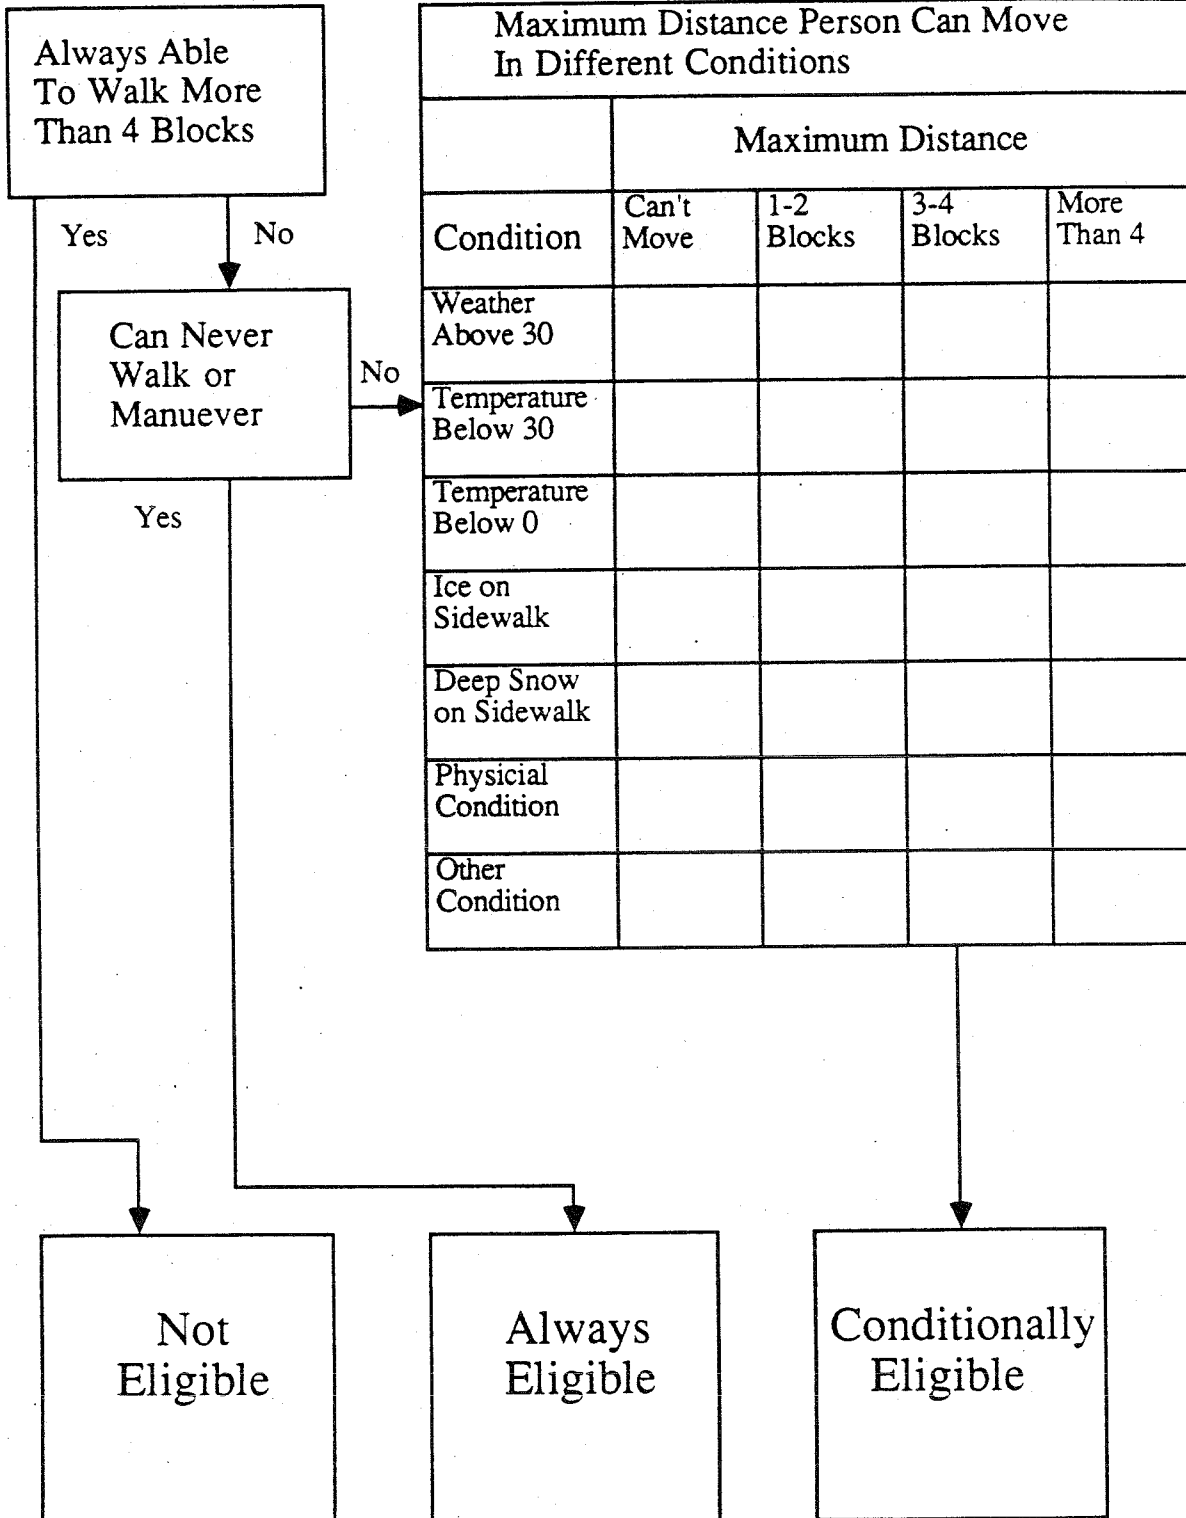 Always Able
To Walk More
Than 4 Blocks
Yes
No
Can Never
Walk or
Manuever
No
Yes
Maximum Distance Person Can Move
In Different Conditions
Maximum Distance
Condition
Can't
Move
1-2
Blocks
3-4
Blocks
More
Than 4
Weather
Above 30
Temperature
Below 30
Temperature
Below 0
Ice on
Sidewalk
Deep Snow
on Sidewalk
Physicial
Condition
Other
Condition
Not
Eligible
Always
Eligible
Conditionally
Eligible